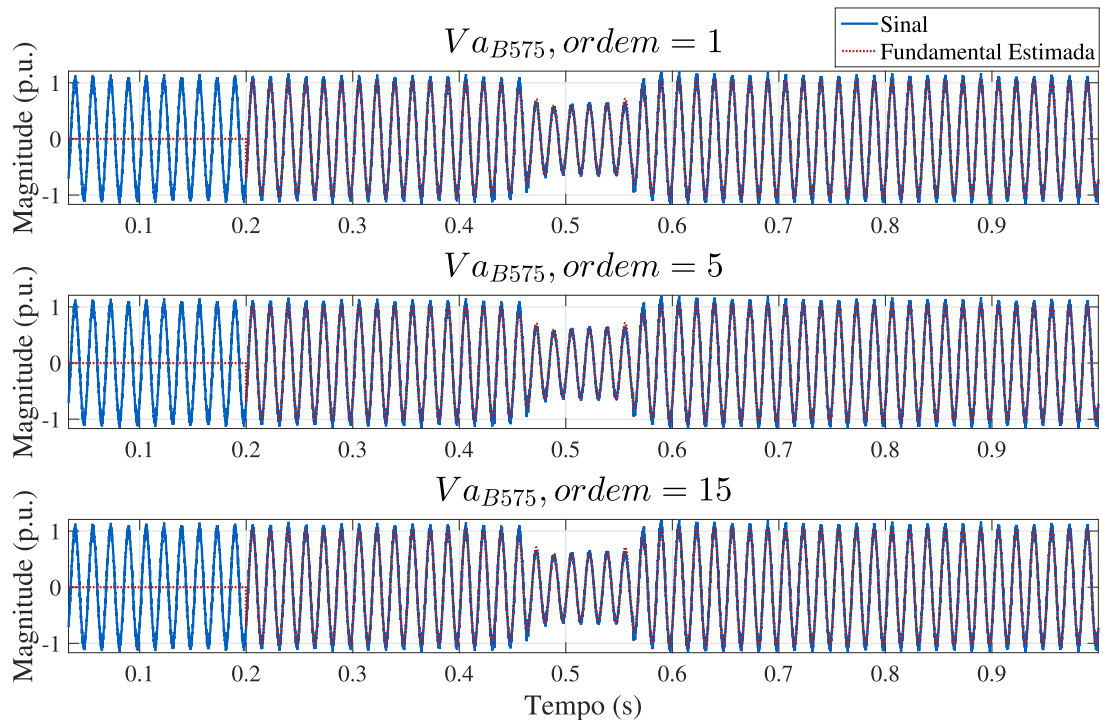 Sinal
Fundamental Estimada
Va_{B575}, ordem = 1
Magnitude (p.u.)
1
0
-1
0.1 0.2 0.3 0.4 0.5 0.6 0.7 0.8 0.9
Va_{B575}, ordem = 5
Magnitude (p.u.)
1
0
-1
0.1 0.2 0.3 0.4 0.5 0.6 0.7 0.8 0.9
Va_{B575}, ordem = 15
Magnitude (p.u.)
1
0
-1
0.1 0.2 0.3 0.4 0.5 0.6 0.7 0.8 0.9
Tempo (s)